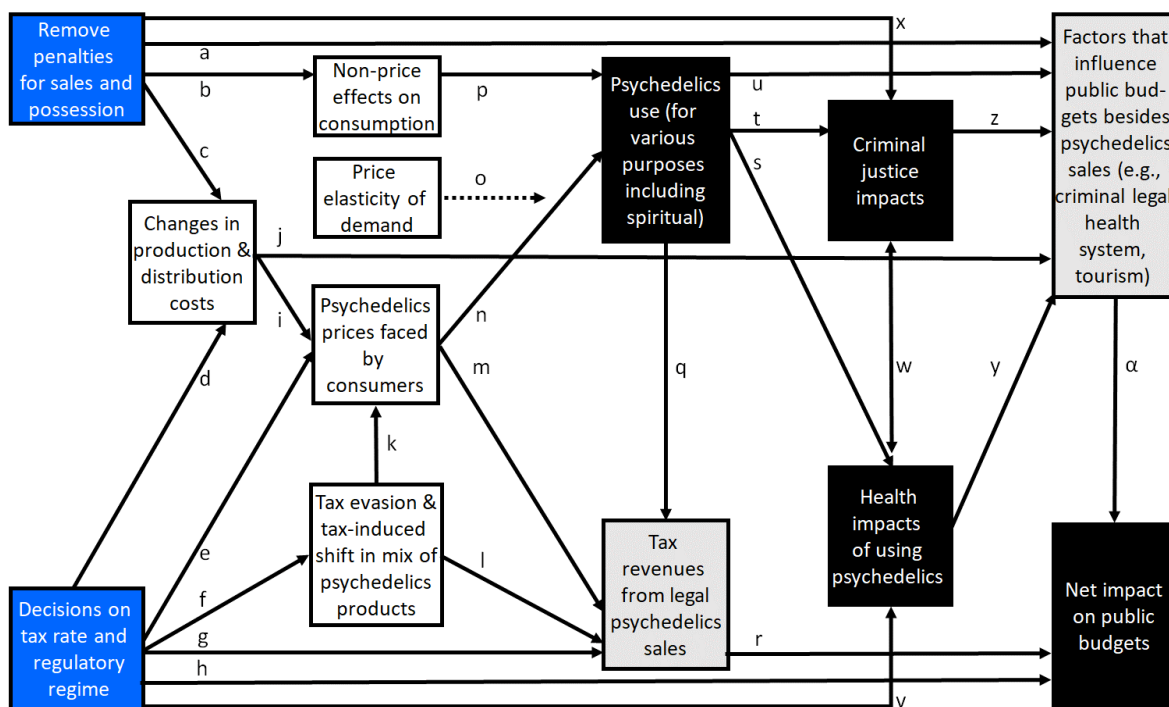 Remove
penalties
for sales and
possession
a
b
c
x
Non-price
effects on
consumption
p
Price
elasticity of
demand
o
Psychedelics
use (for
various
purposes
including
spiritual)
u
t
s
Criminal
justice
impacts
z
Factors that
influence
public bud-
gets besides
psychedelics
sales (e.g.,
criminal legal
health
system,
tourism)
Changes in
production &
distribution
costs
j
i
d
Psychedelics
prices faced
by
consumers
n
m
q
w
y
α
k
e
Tax evasion &
tax-induced
shift in mix of
psychedelics
products
l
f
g
h
Decisions on
tax rate and
regulatory
regime
Tax
revenues
from legal
psychedelics
sales
r
Health
impacts
of using
psychedelics
v
Net impact
on public
budgets